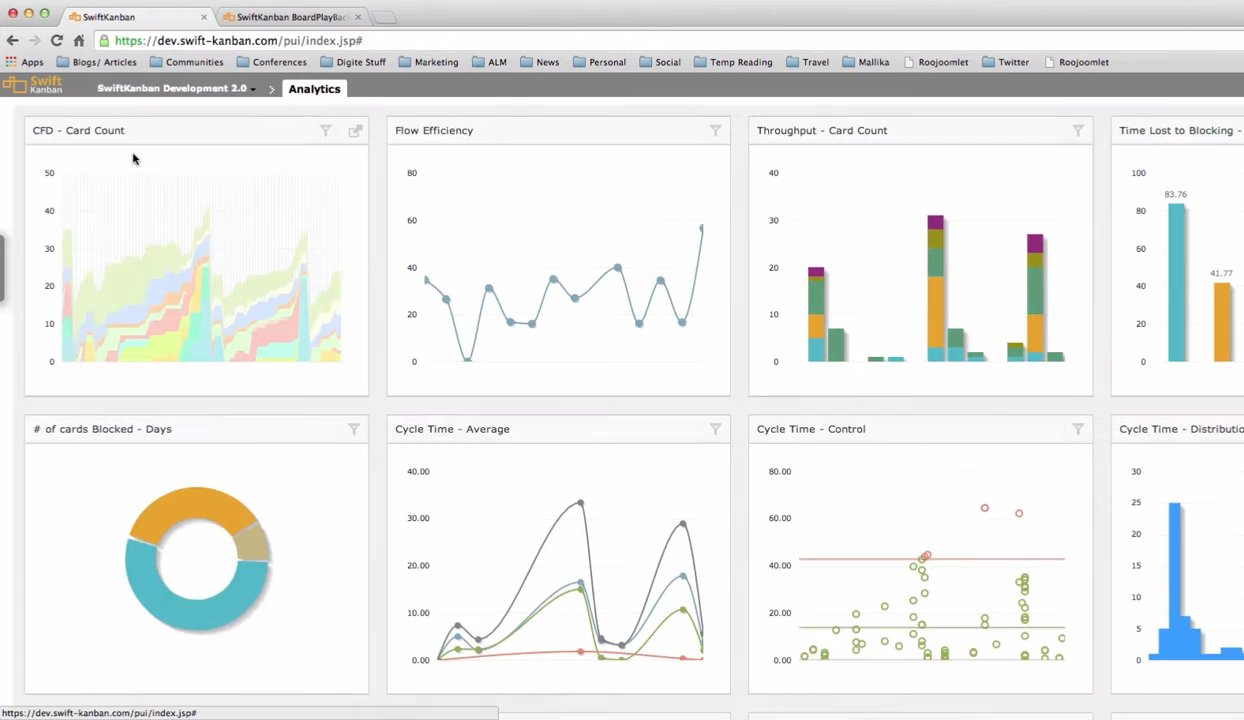 SwiftKanban
SwiftKanban BoardPlayBac
https://dev.swift-kanban.com/pui/index.jsp#
Apps Blogs/ Articles Communities Conferences Digite Stuff Marketing ALM News Personal Social Temp Reading Travel Mallika Roojoomlet Twitter Roojoomlet
Swift
Kanban
SwiftKanban Development 2.0 > Analytics
CFD - Card Count
50
40
30
20
10
0
Flow Efficiency
80
60
40
20
0
Throughput - Card Count
40
30
20
10
0
Time Lost to Blocking -
100
80
60
40
20
0
83.76
41.77
# of cards Blocked - Days
Cycle Time - Average
40.00
30.00
20.00
10.00
0.00
Cycle Time - Control
80.00
60.00
40.00
20.00
0.00
Cycle Time - Distributio
30
25
20
15
10
5
0
https://dev.swift-kanban.com/pui/index.jsp#